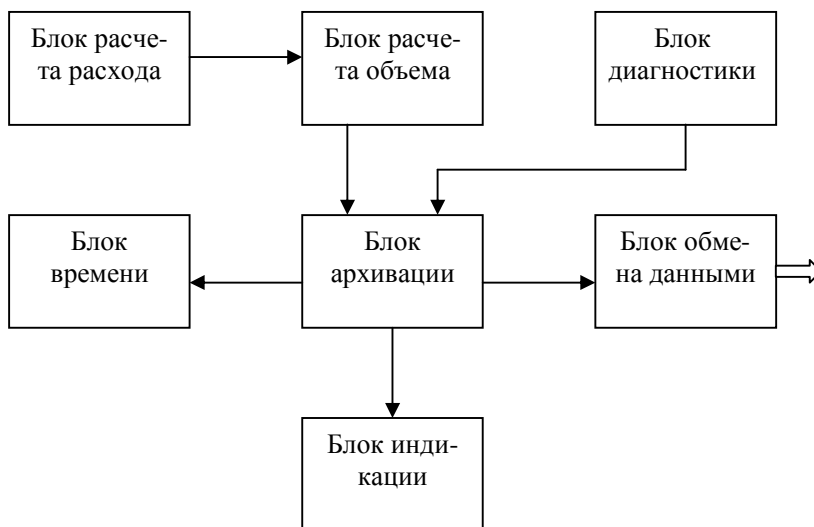 Блок расче-
та расхода
Блок расче-
та объема
Блок
диагностики
Блок
времени
Блок
архивации
Блок обме-
на данными
Блок инди-
кации